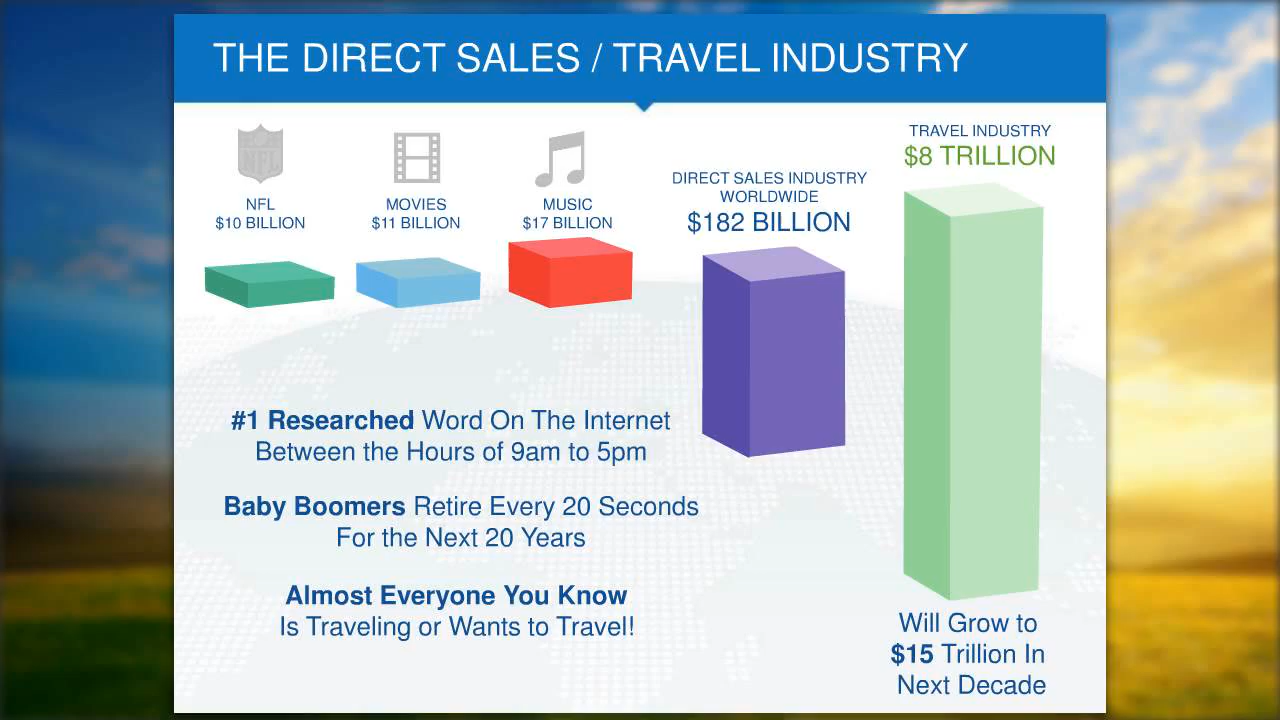 THE DIRECT SALES / TRAVEL INDUSTRY
NFL
NFL
$10 BILLION
MOVIES
$11 BILLION
MUSIC
$17 BILLION
DIRECT SALES INDUSTRY
WORLDWIDE
$182 BILLION
TRAVEL INDUSTRY
$8 TRILLION
#1 Researched Word On The Internet
Between the Hours of 9am to 5pm
Baby Boomers Retire Every 20 Seconds
For the Next 20 Years
Almost Everyone You Know
Is Traveling or Wants to Travel!
Will Grow to
$15 Trillion In
Next Decade